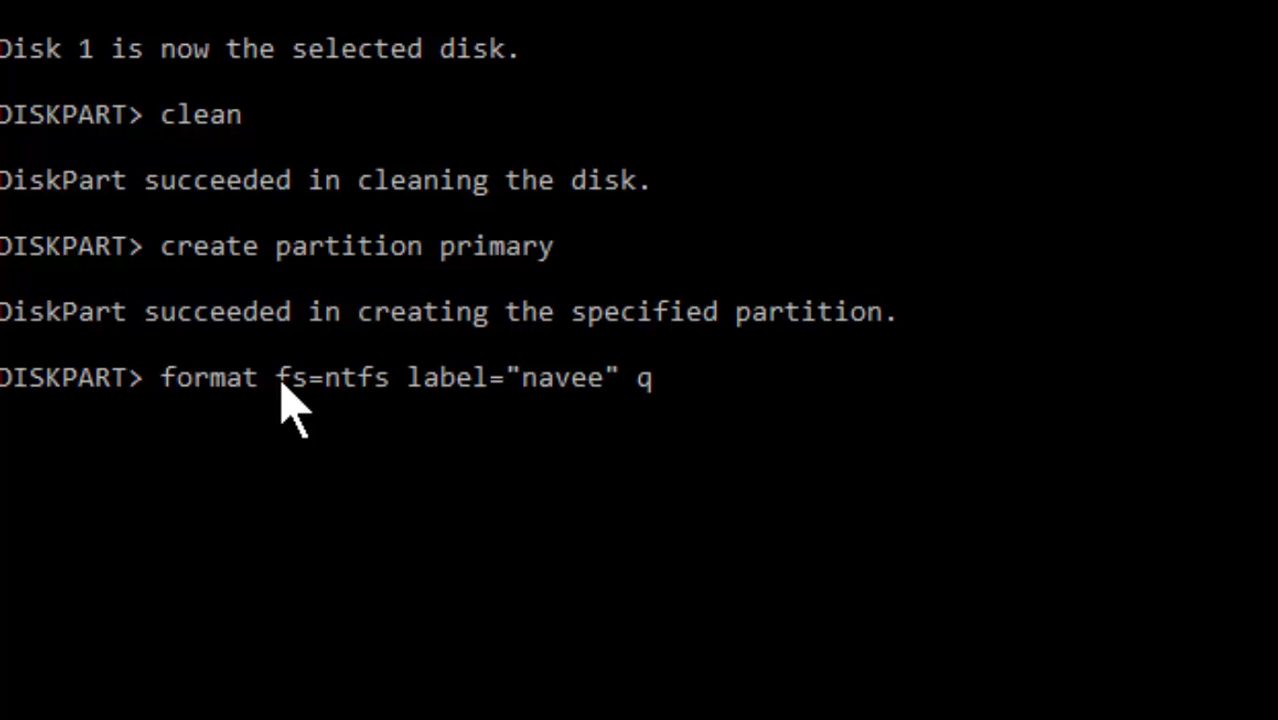 Disk 1 is now the selected disk.
DISKPART> clean
DiskPart succeeded in cleaning the disk.
DISKPART> create partition primary
DiskPart succeeded in creating the specified partition.
DISKPART> format fs=ntfs label="navee" q